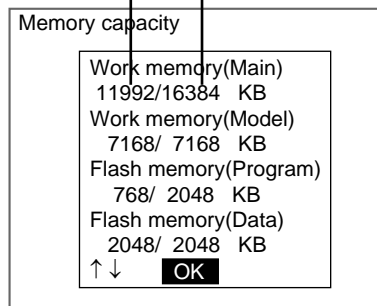 Memory capacity
Work memory(Main)
11992/16384 KB
Work memory(Model)
7168/ 7168 KB
Flash memory(Program)
768/ 2048 KB
Flash memory(Data)
2048/ 2048 KB
↑↓ OK